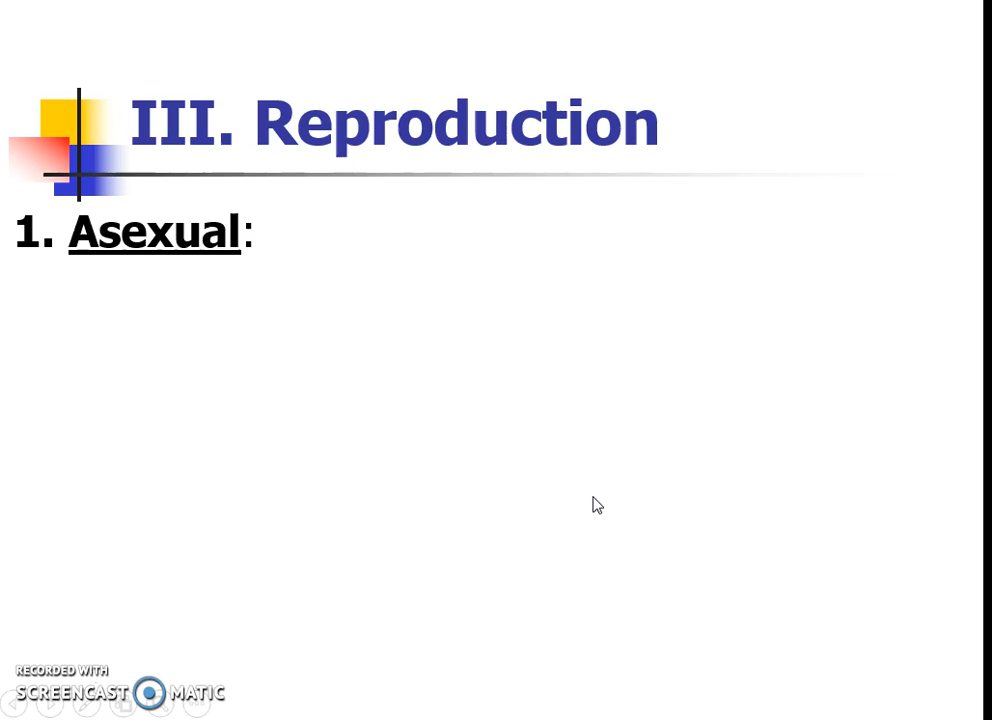 III. Reproduction
1. Asexual:
RECORDED WITH
SCREENCAST MATIC